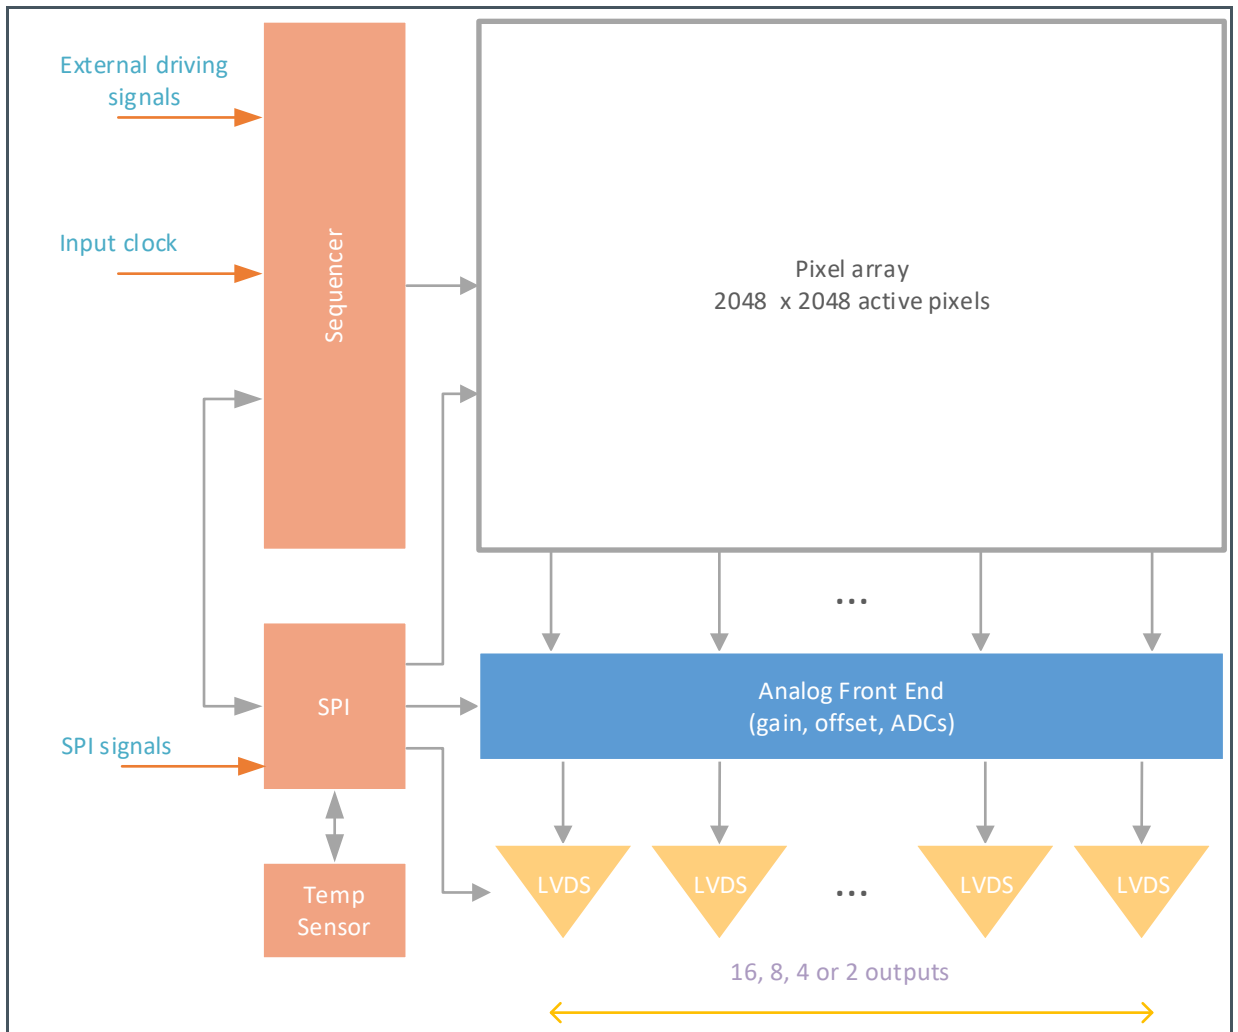 External driving
signals
Input clock
Sequencer
Pixel array
2048 x 2048 active pixels
...
SPI
Analog Front End
(gain, offset, ADCs)
SPI signals
Temp
Sensor
LVDS
LVDS
...
LVDS
LVDS
16, 8, 4 or 2 outputs